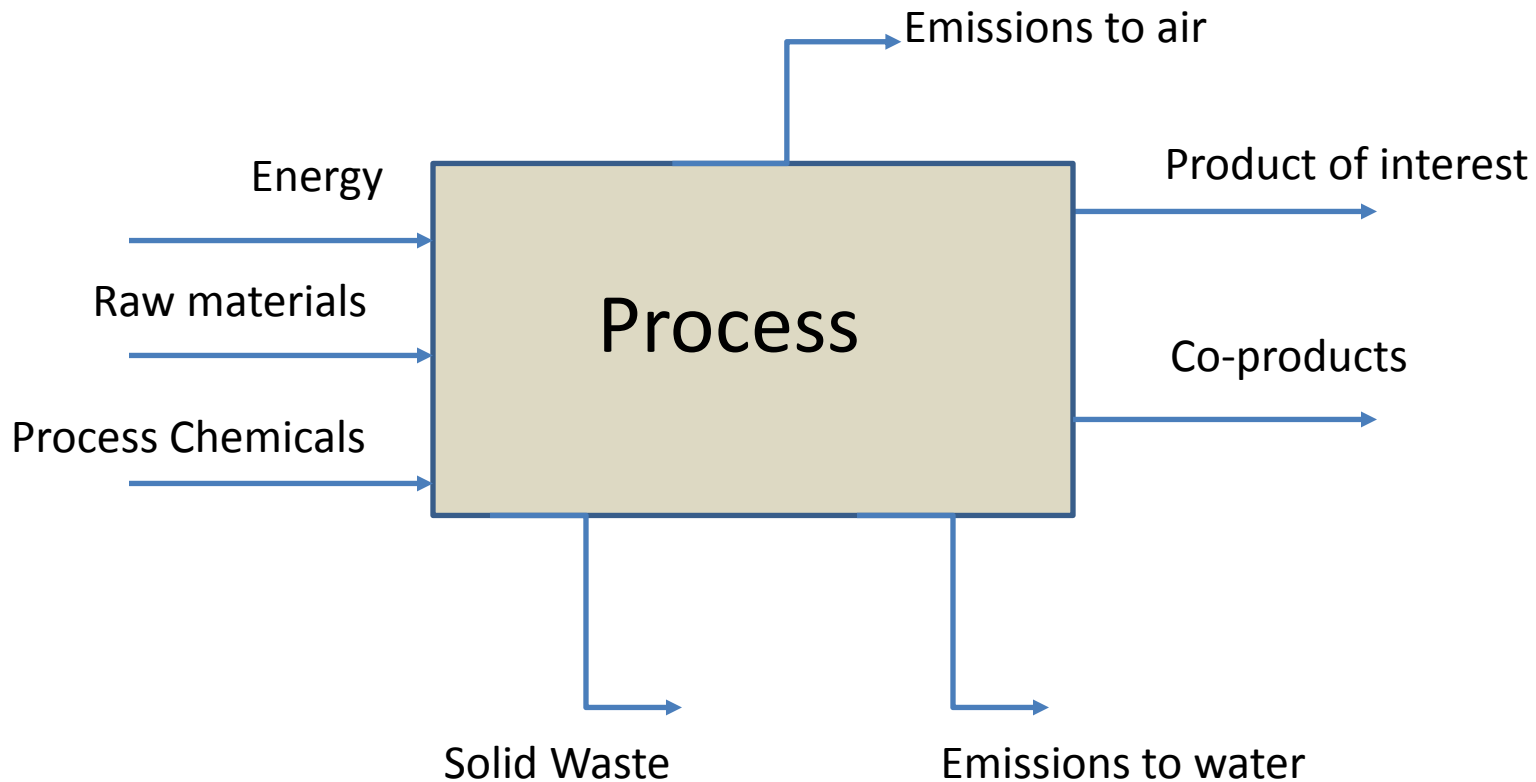 Emissions to air
Energy
Product of interest
Raw materials
Process
Co-products
Process Chemicals
Solid Waste
Emissions to water